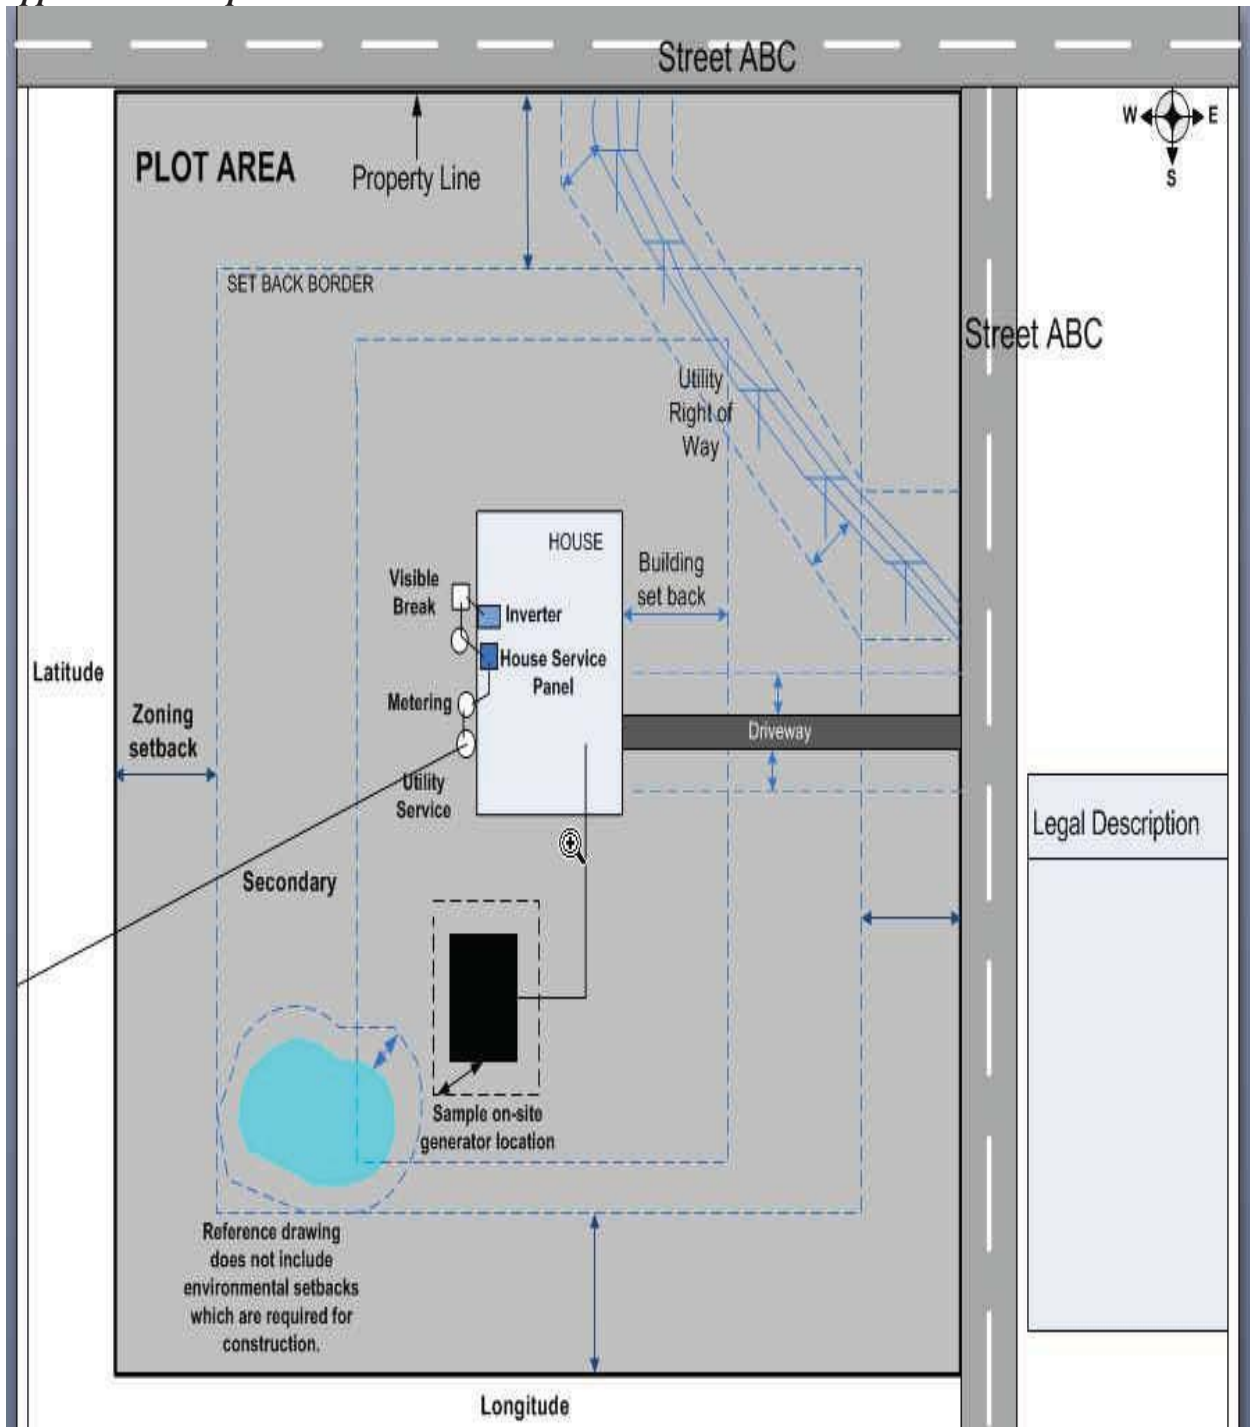 Street ABC
W E
S
PLOT AREA
Property Line
SET BACK BORDER
Street ABC
Utility
Right of
Way
HOUSE
Building
set back
Visible
Break
Inverter
House Service
Panel
Latitude
Metering
Zoning
setback
Driveway
Utility
Service
Legal Description
Secondary
Sample on-site
generator location
Reference drawing
does not include
environmental setbacks
which are required for
construction.
Longitude